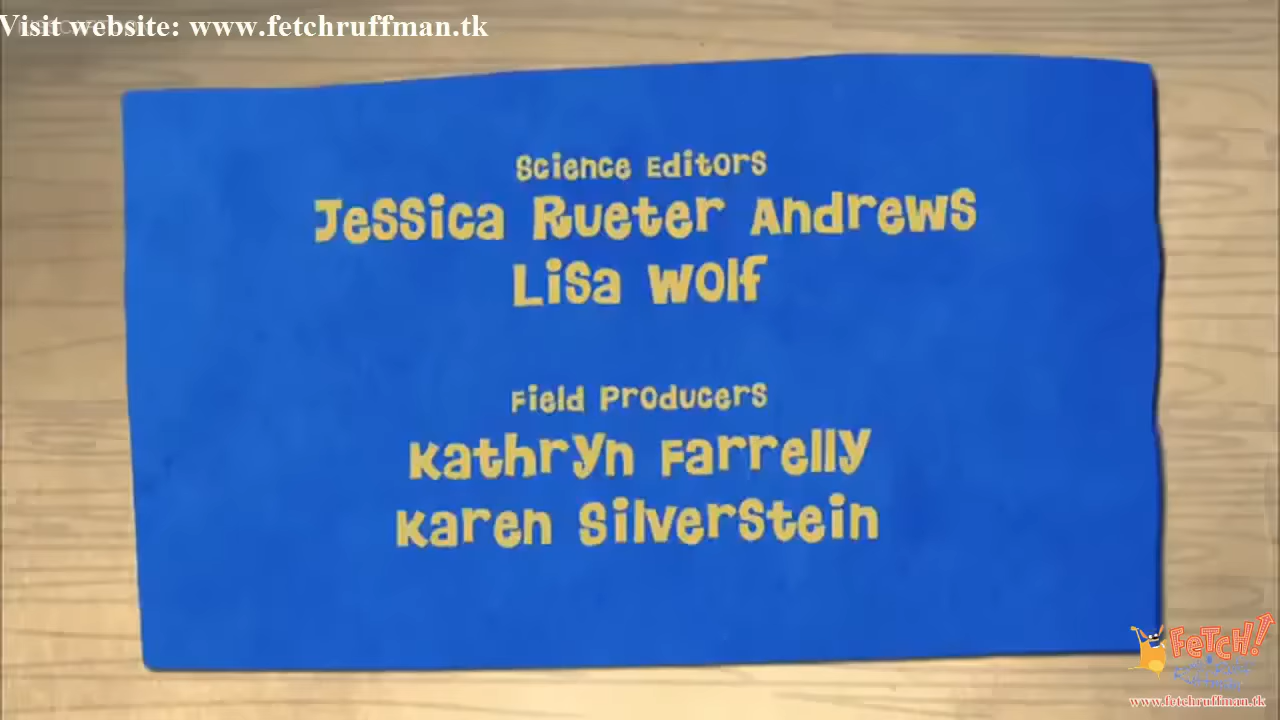 Visit website: www.fetchruffman.tk
Science Editors
Jessica Rueter Andrews
Lisa Wolf
Field Producers
Kathryn Farrelly
Karen Silverstein
FETCH!
www.fetchruffman.tk